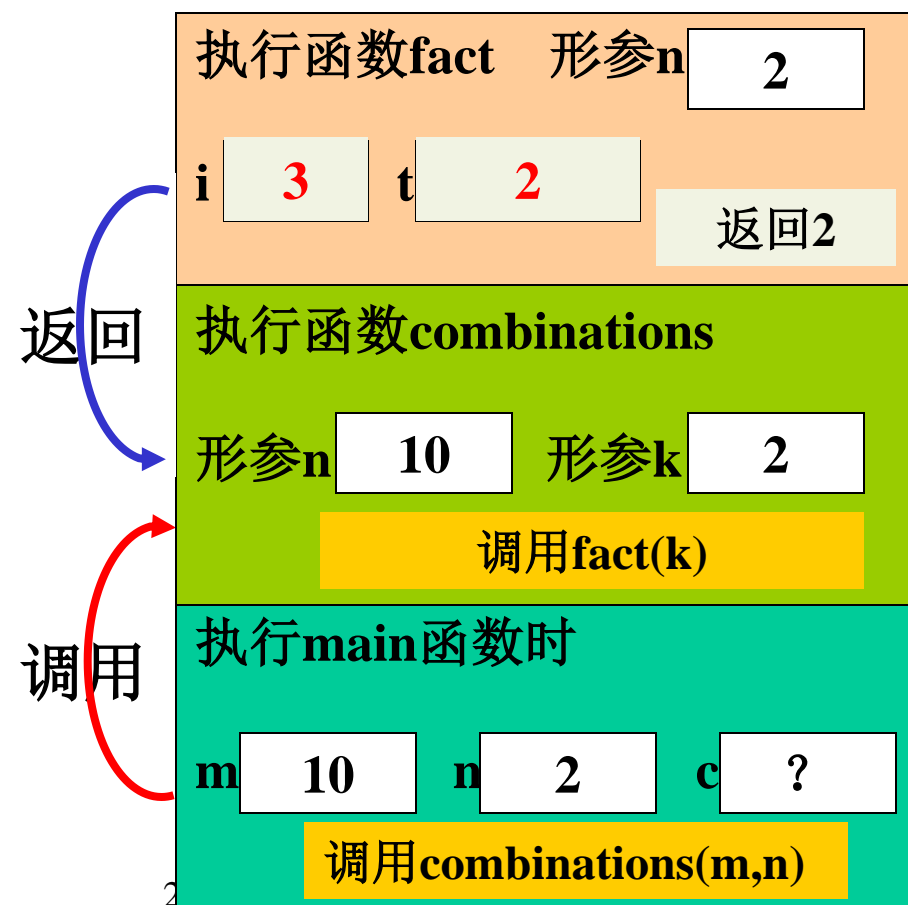 执行函数fact 形参n 2
i 3 t 2
返回2
返回
执行函数combinations
形参n 10 形参k 2
调用fact(k)
调用
执行main函数时
m 10 n 2 c ?
调用combinations(m,n)
2